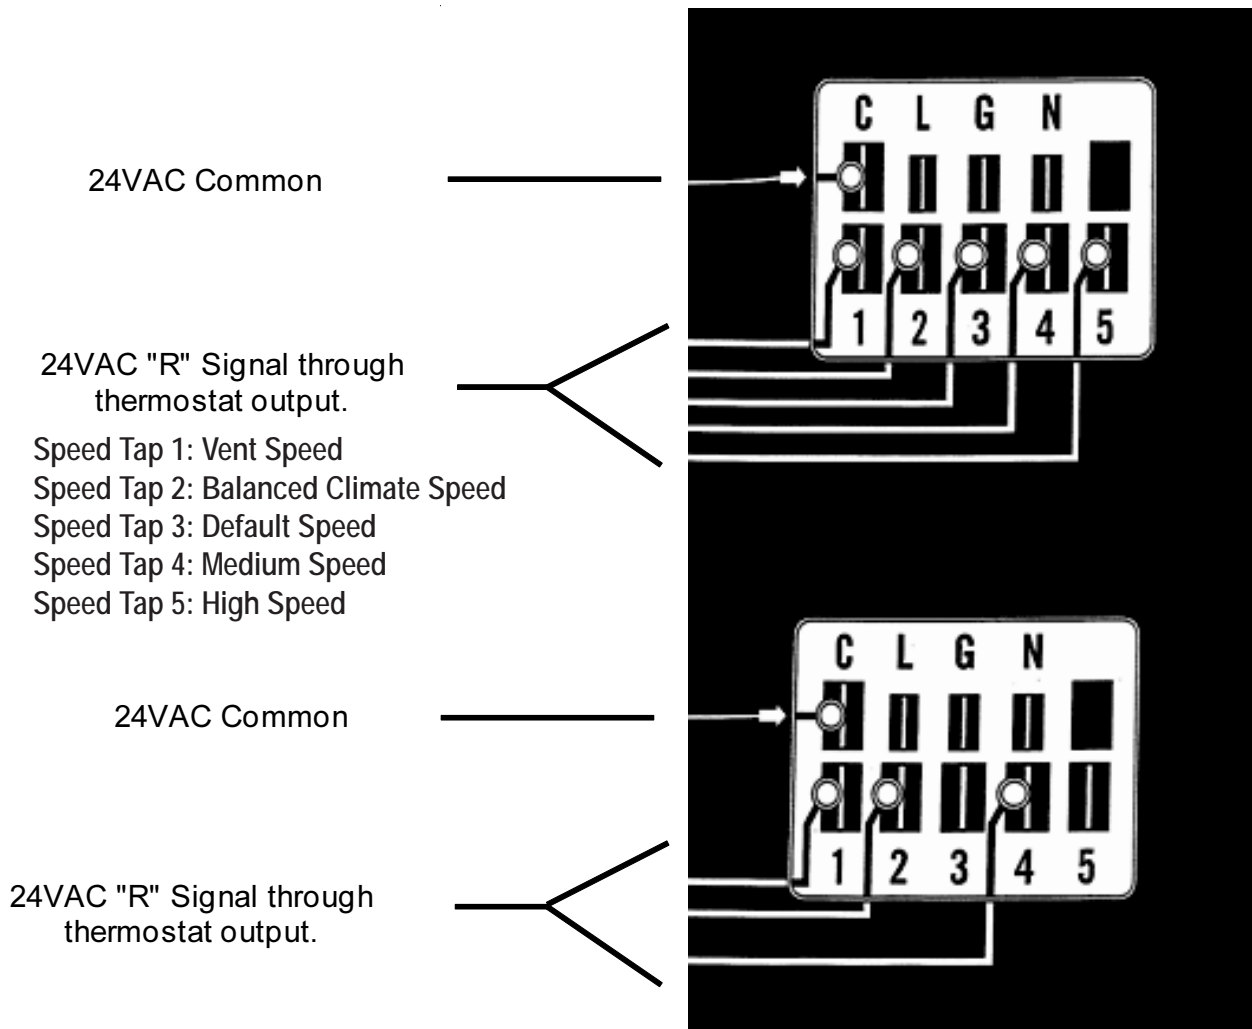 C L G N
24VAC Common
1 2 3 4 5
24VAC "R" Signal through
thermostat output.
Speed Tap 1: Vent Speed
Speed Tap 2: Balanced Climate Speed
Speed Tap 3: Default Speed
Speed Tap 4: Medium Speed
Speed Tap 5: High Speed
C L G N
24VAC Common
1 2 3 4 5
24VAC "R" Signal through
thermostat output.